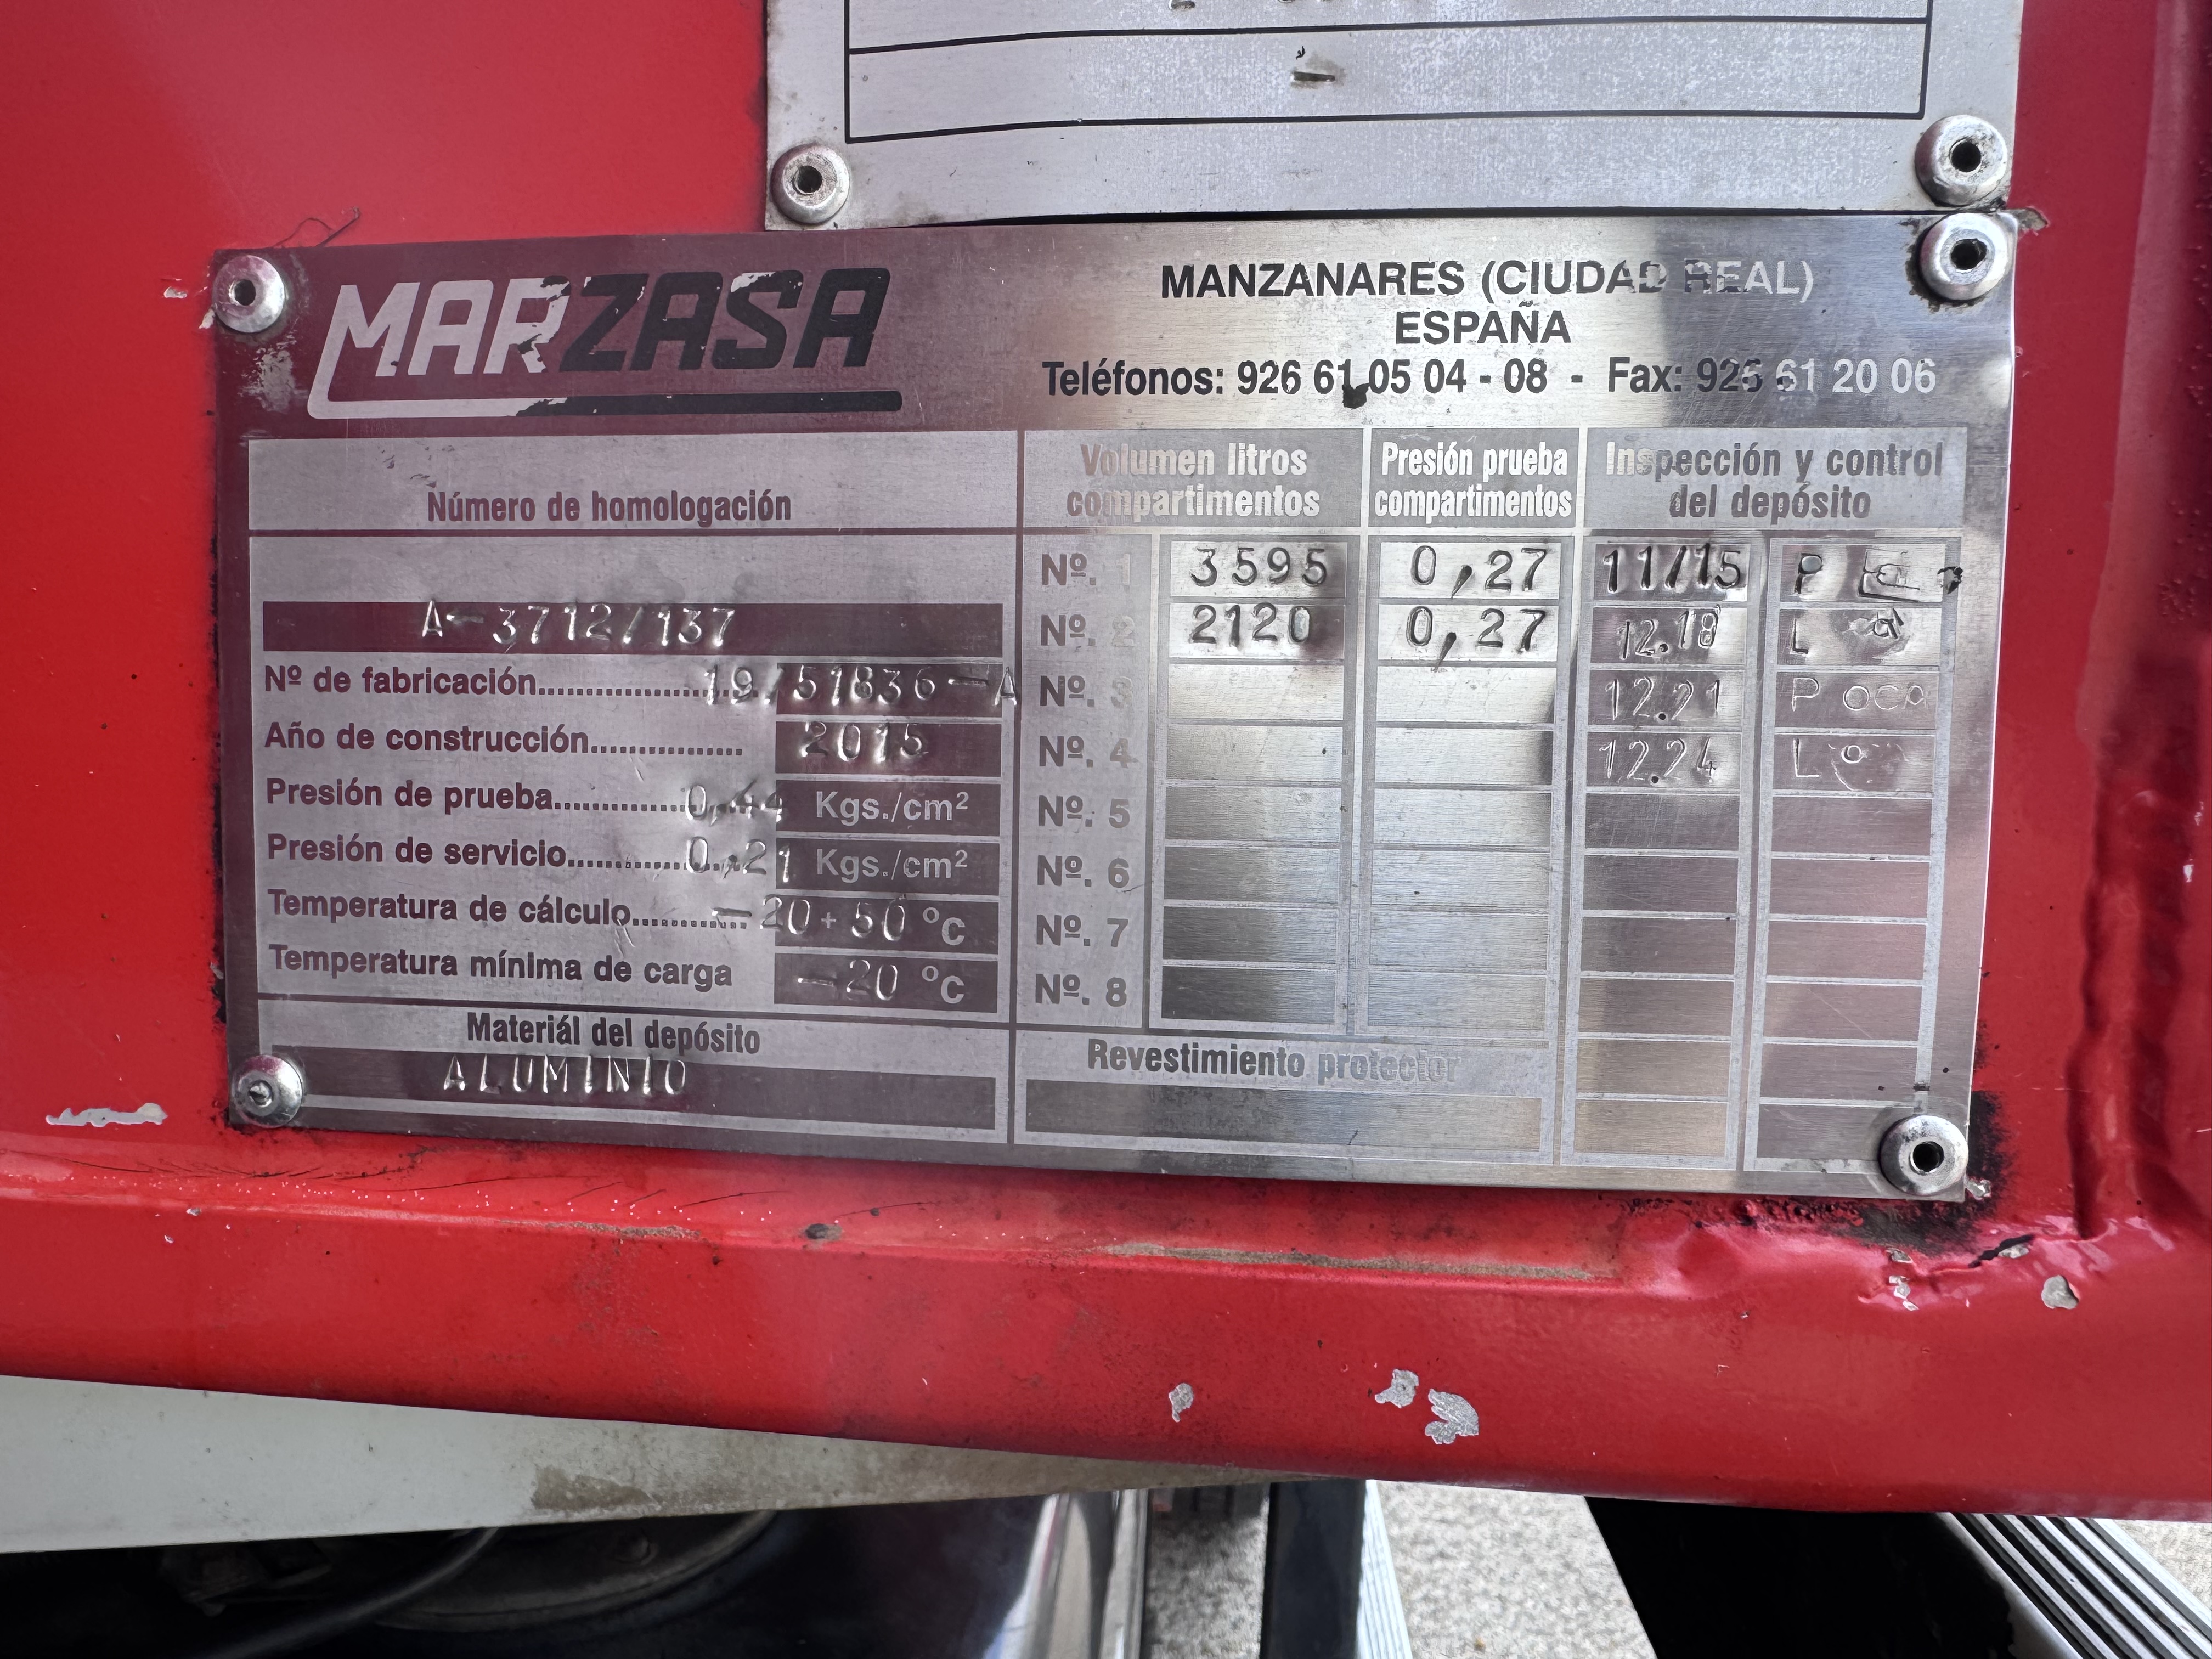 MARZASA
MANZANARES (CIUDAD REAL)
ESPAÑA
Teléfonos: 926 61 05 04 - 08 - Fax: 926 61 20 06
Número de homologación
A-3712/137
Nº de fabricación........................ 19/51836-A
Año de construcción................ 2015
Presión de prueba.............. 0,44 Kgs./cm²
Presión de servicio............ 0,21 Kgs./cm²
Temperatura de cálculo............ -20+50 ºC
Temperatura mínima de carga -20 ºC
Materiál del depósito
ALUMINIO
Volumen litros compartimentos
Presión prueba compartimentos
Nº. 1 3595 0,27
Nº. 2 2120 0,27
Nº. 3
Nº. 4
Nº. 5
Nº. 6
Nº. 7
Nº. 8
Revestimiento protector
Inspección y control
del depósito
11/15 P
12.18 L
12.21 P OCA
12.24 L